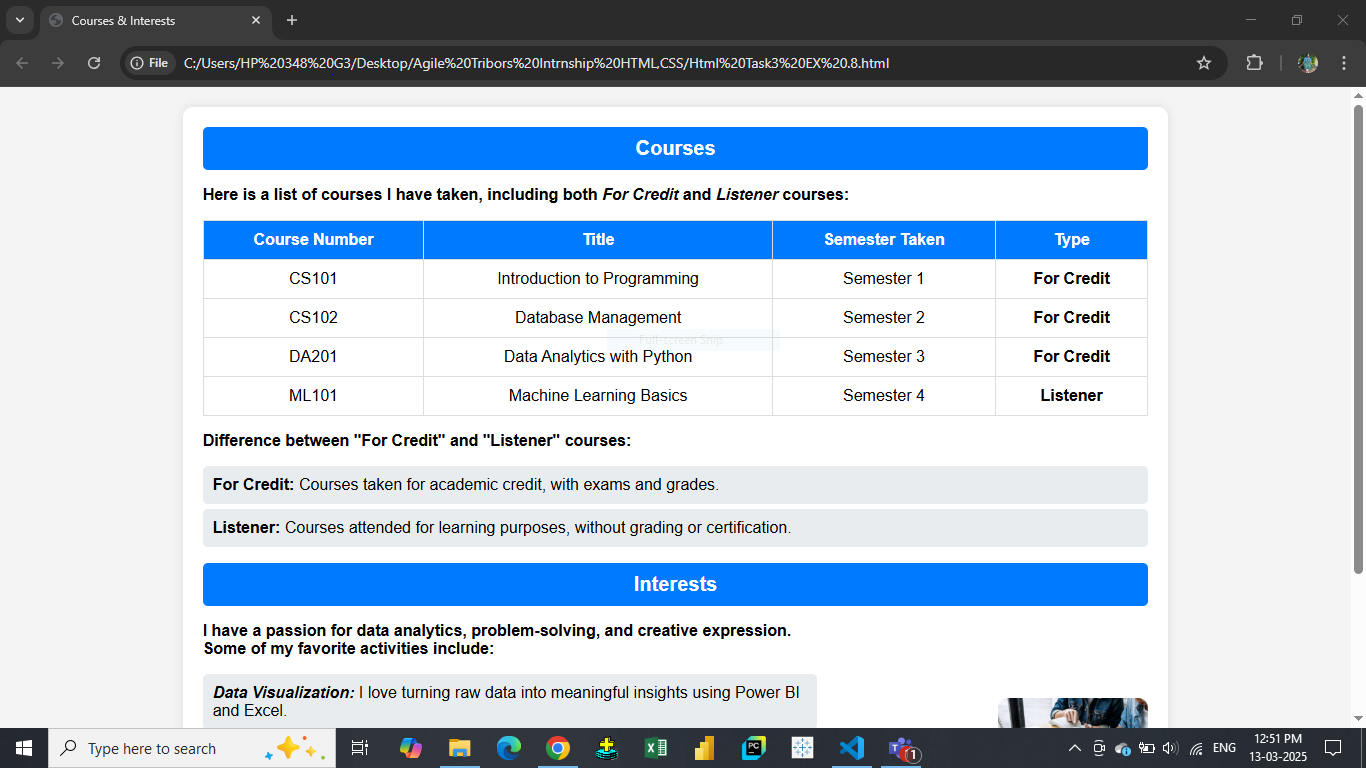 Courses & Interests
File
C:/Users/HP%20348%20G3/Desktop/Agile%20Tribors%20Intrnship%20HTML,CSS/Html%20Task3%20EX%20.8.html
Courses
Here is a list of courses I have taken, including both For Credit and Listener courses:
Course Number Title Semester Taken Type
CS101 Introduction to Programming Semester 1 For Credit
CS102 Database Management Semester 2 For Credit
Full-screen Snip
DA201 Data Analytics with Python Semester 3 For Credit
ML101 Machine Learning Basics Semester 4 Listener
Difference between "For Credit" and "Listener" courses:
For Credit: Courses taken for academic credit, with exams and grades.
Listener: Courses attended for learning purposes, without grading or certification.
Interests
I have a passion for data analytics, problem-solving, and creative expression.
Some of my favorite activities include:
Data Visualization: I love turning raw data into meaningful insights using Power BI
and Excel.
Type here to search
PC
1
ENG
12:51 PM
13-03-2025